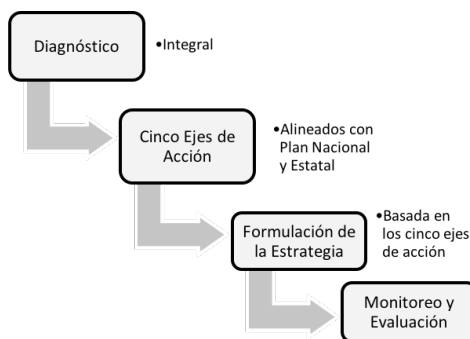 Diagnóstico
•Integral
Cinco Ejes de
Acción
•Alineados con
Plan Nacional
y Estatal
Formulación de
la Estrategia
•Basada en
los cinco ejes
de acción
Monitoreo y
Evaluación